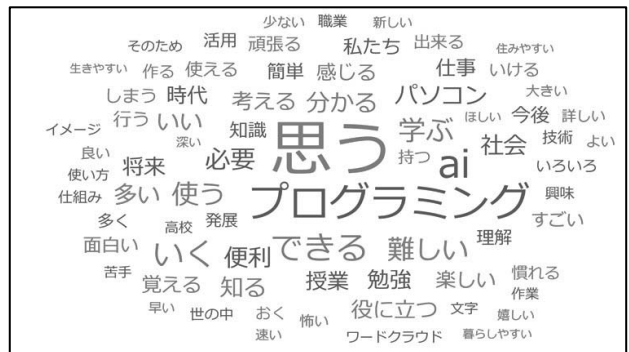 少ない 職業 新しい
そのため 活用 頑張る 私たち 出来る 住みやすい
生きやすい 作る 使える 簡単 感じる 仕事 いける
しまう 時代 考える 分かる パソコン 大きい
行う いい ほしい 今後 詳しい
イメージ 深い 知識 思う 学ぶ 社会 技術 よい
良い 将来 必要 持つ ai いろいろ
使い方
仕組み 多い 使う プログラミング 興味
多く 高校 発展 すごい
面白い いく 便利 できる 難しい 理解
苦手 覚える 知る 授業 勉強 楽しい 慣れる
作業
早い 世の中 おく 怖い 役に立つ 文字 嬉しい
速い ワードクラウド 暮らしやすい